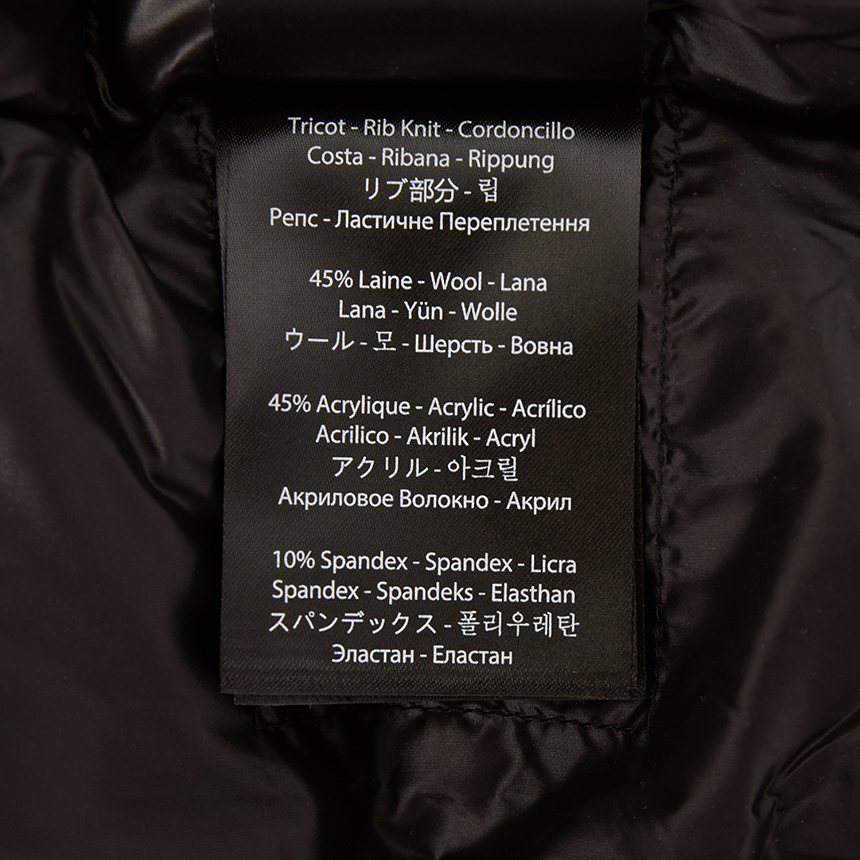 Tricot - Rib Knit - Cordoncillo
Costa - Ribana - Rippung
リブ部分 - 립
Репс - Ластичне Переплетення
45% Laine - Wool - Lana
Lana - Yün - Wolle
ウール - 모 - Шерсть - Вовна
45% Acrylique - Acrylic - Acrílico
Acrilico - Akrilik - Acryl
アクリル - 아크릴
Акриловое Волокно - Акрил
10% Spandex - Spandex - Licra
Spandex - Spandeks - Elasthan
スパンデックス - 폴리우레탄
Эластан - Еластан